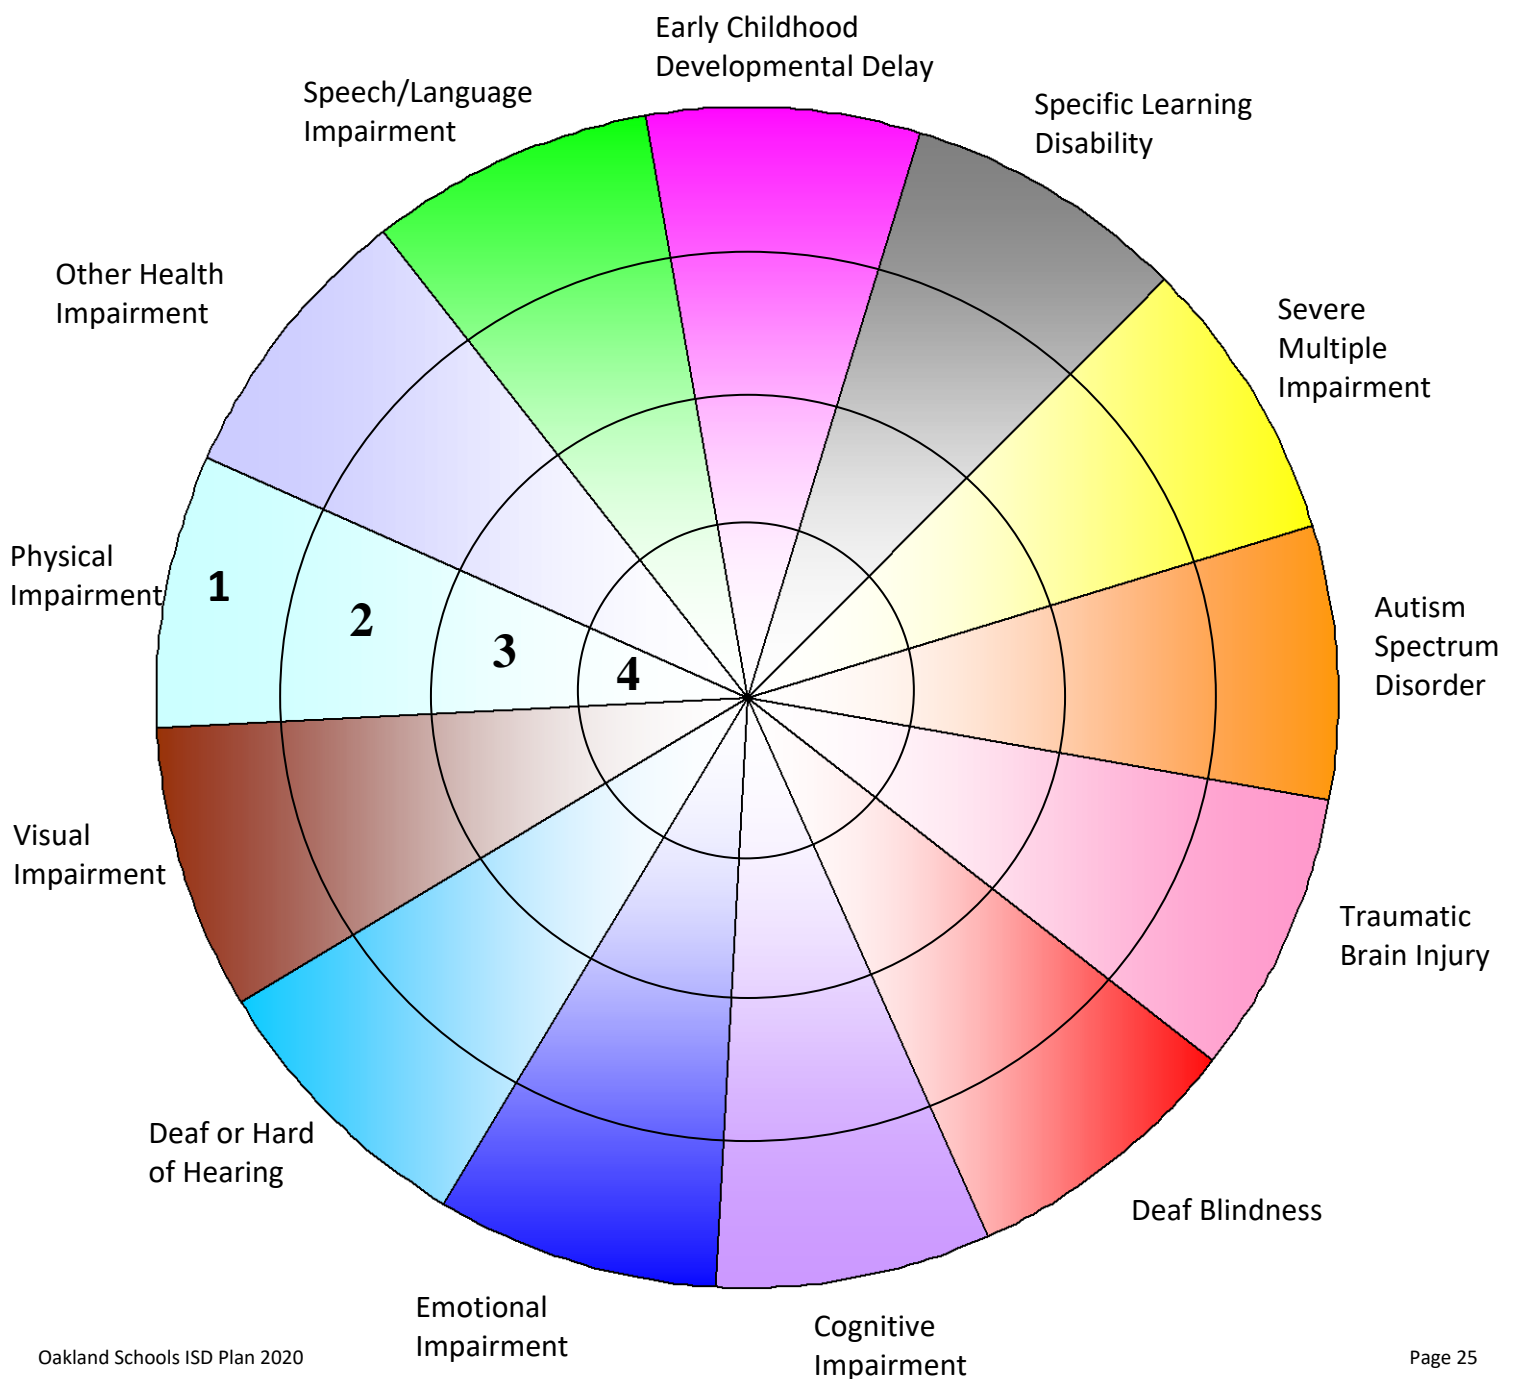 Early Childhood
Developmental Delay
Speech/Language
Impairment
Specific Learning
Disability
Other Health
Impairment
Severe
Multiple
Impairment
Physical
Impairment
1
2
3
4
Autism
Spectrum
Disorder
Visual
Impairment
Traumatic
Brain Injury
Deaf or Hard
of Hearing
Deaf Blindness
Emotional
Impairment
Cognitive
Impairment
Oakland Schools ISD Plan 2020
Page 25